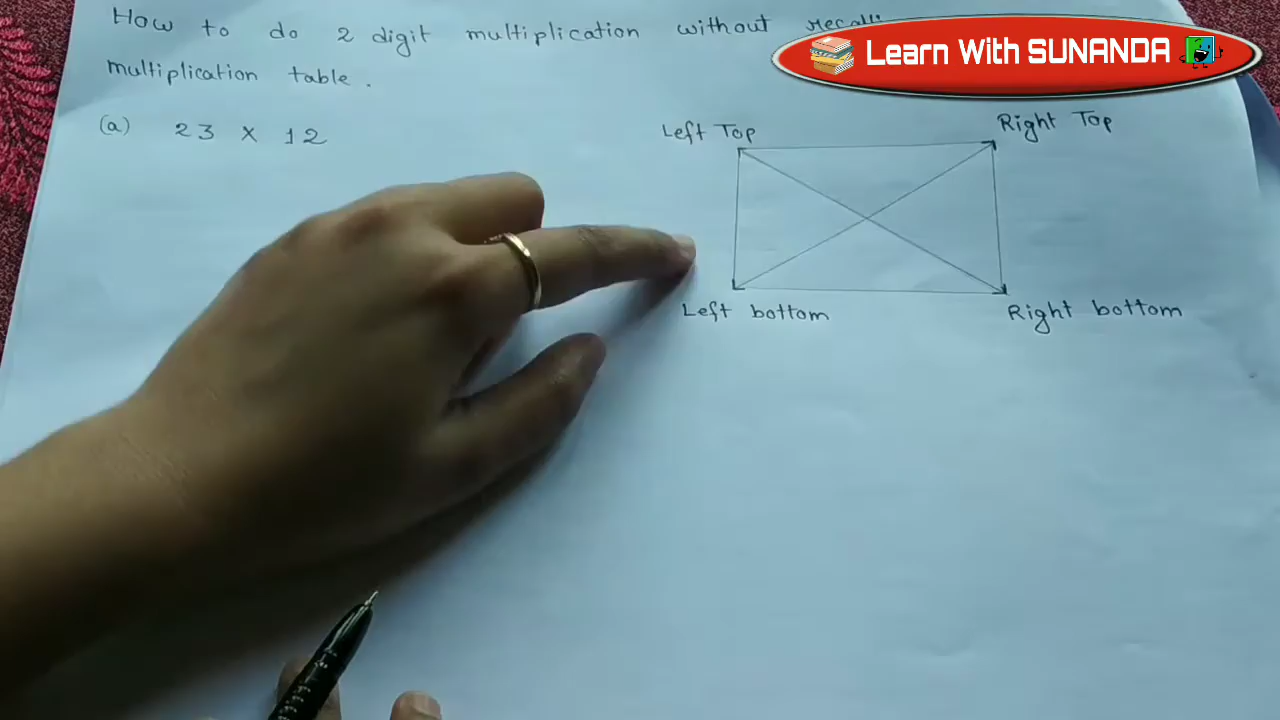 How to do 2 digit multiplication without
Learn With SUNANDA
multiplication table.
(a) 23 x 12
Left Top
Right Top
Left bottom
Right bottom